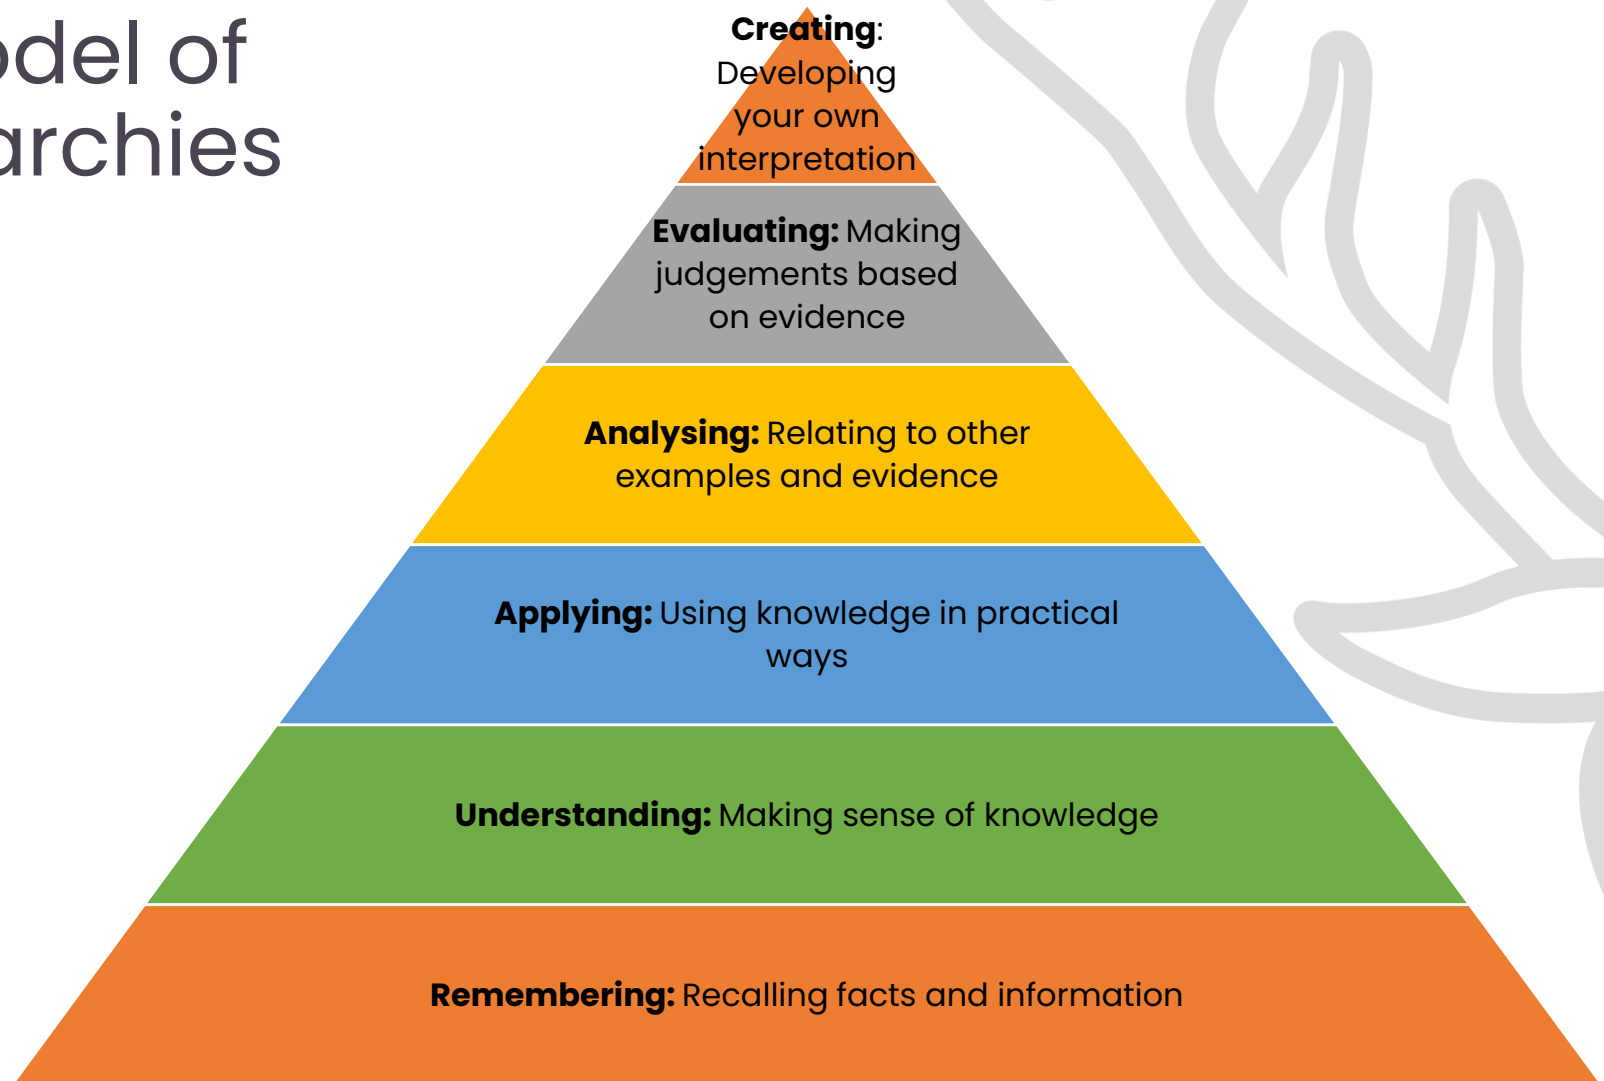 odel of
archies
Creating:
Developing
your own
interpretation
Evaluating: Making
judgements based
on evidence
Analysing: Relating to other
examples and evidence
Applying: Using knowledge in practical
ways
Understanding: Making sense of knowledge
Remembering: Recalling facts and information